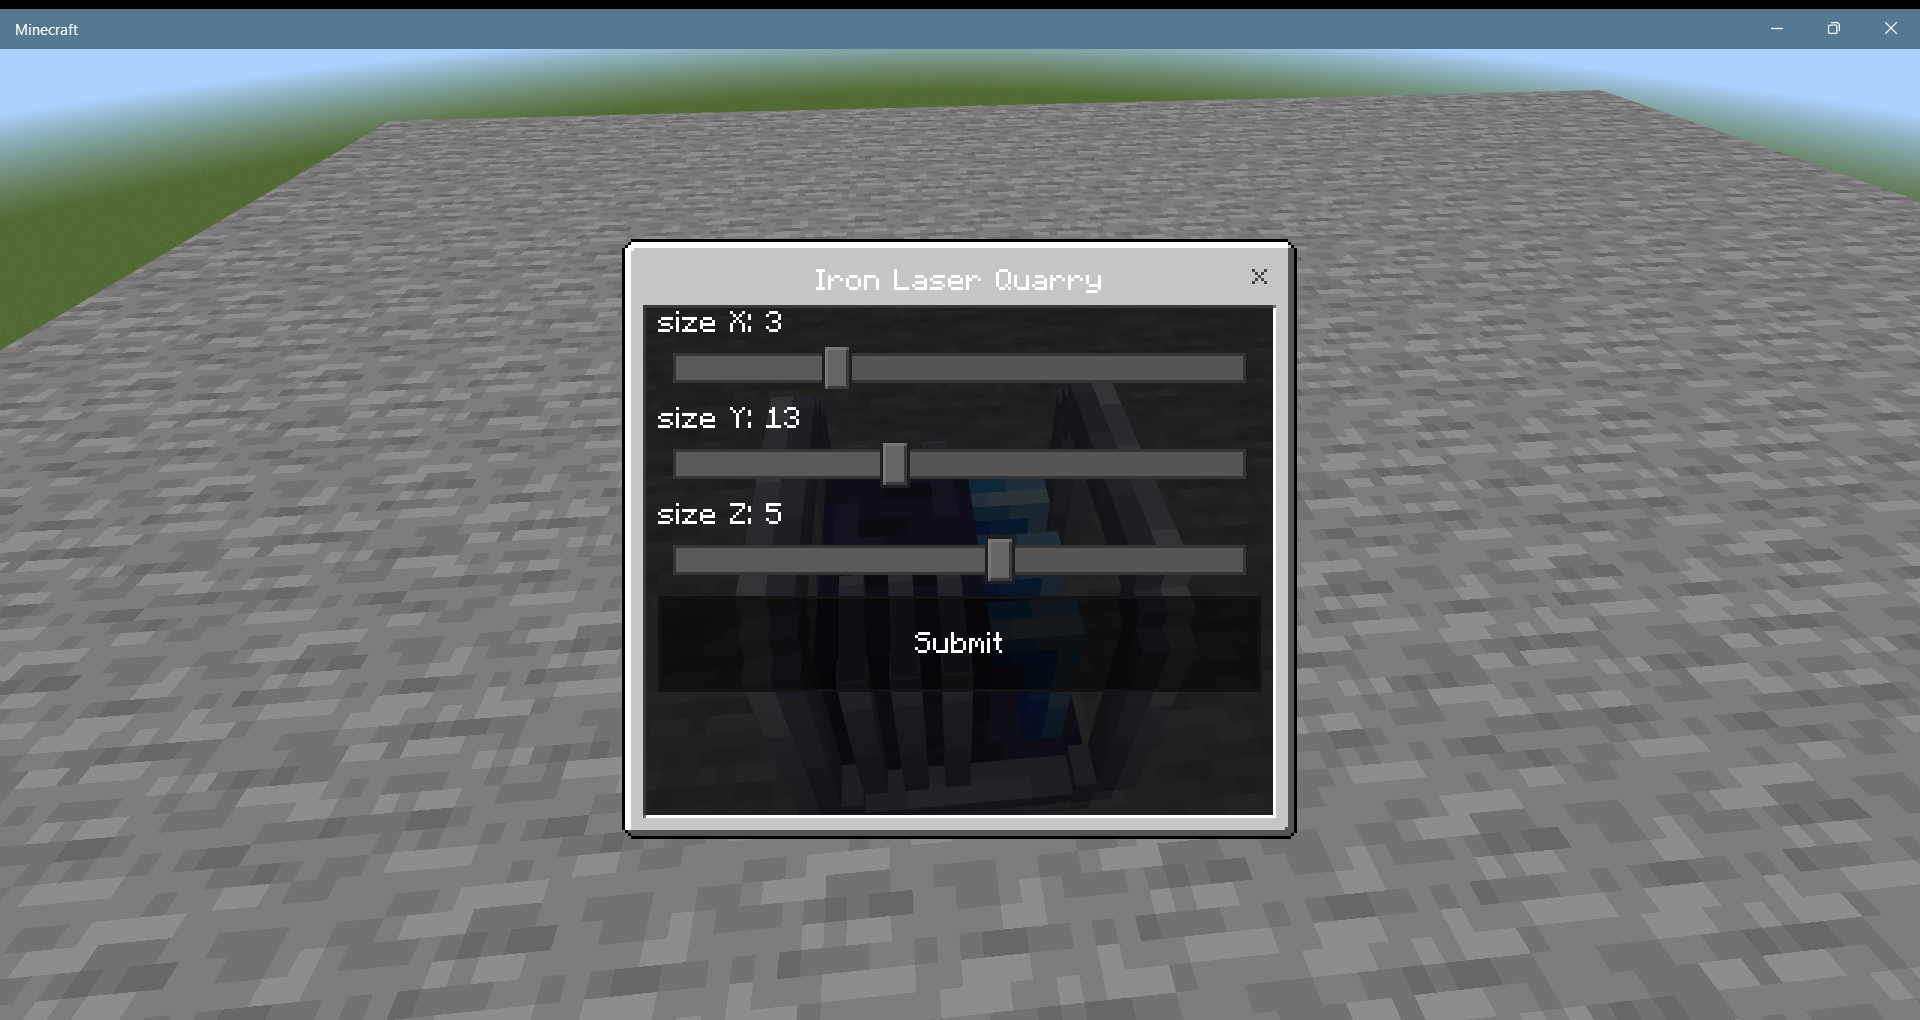 Minecraft
Iron Laser Quarry
size X: 3
size Y: 13
size Z: 5
Submit